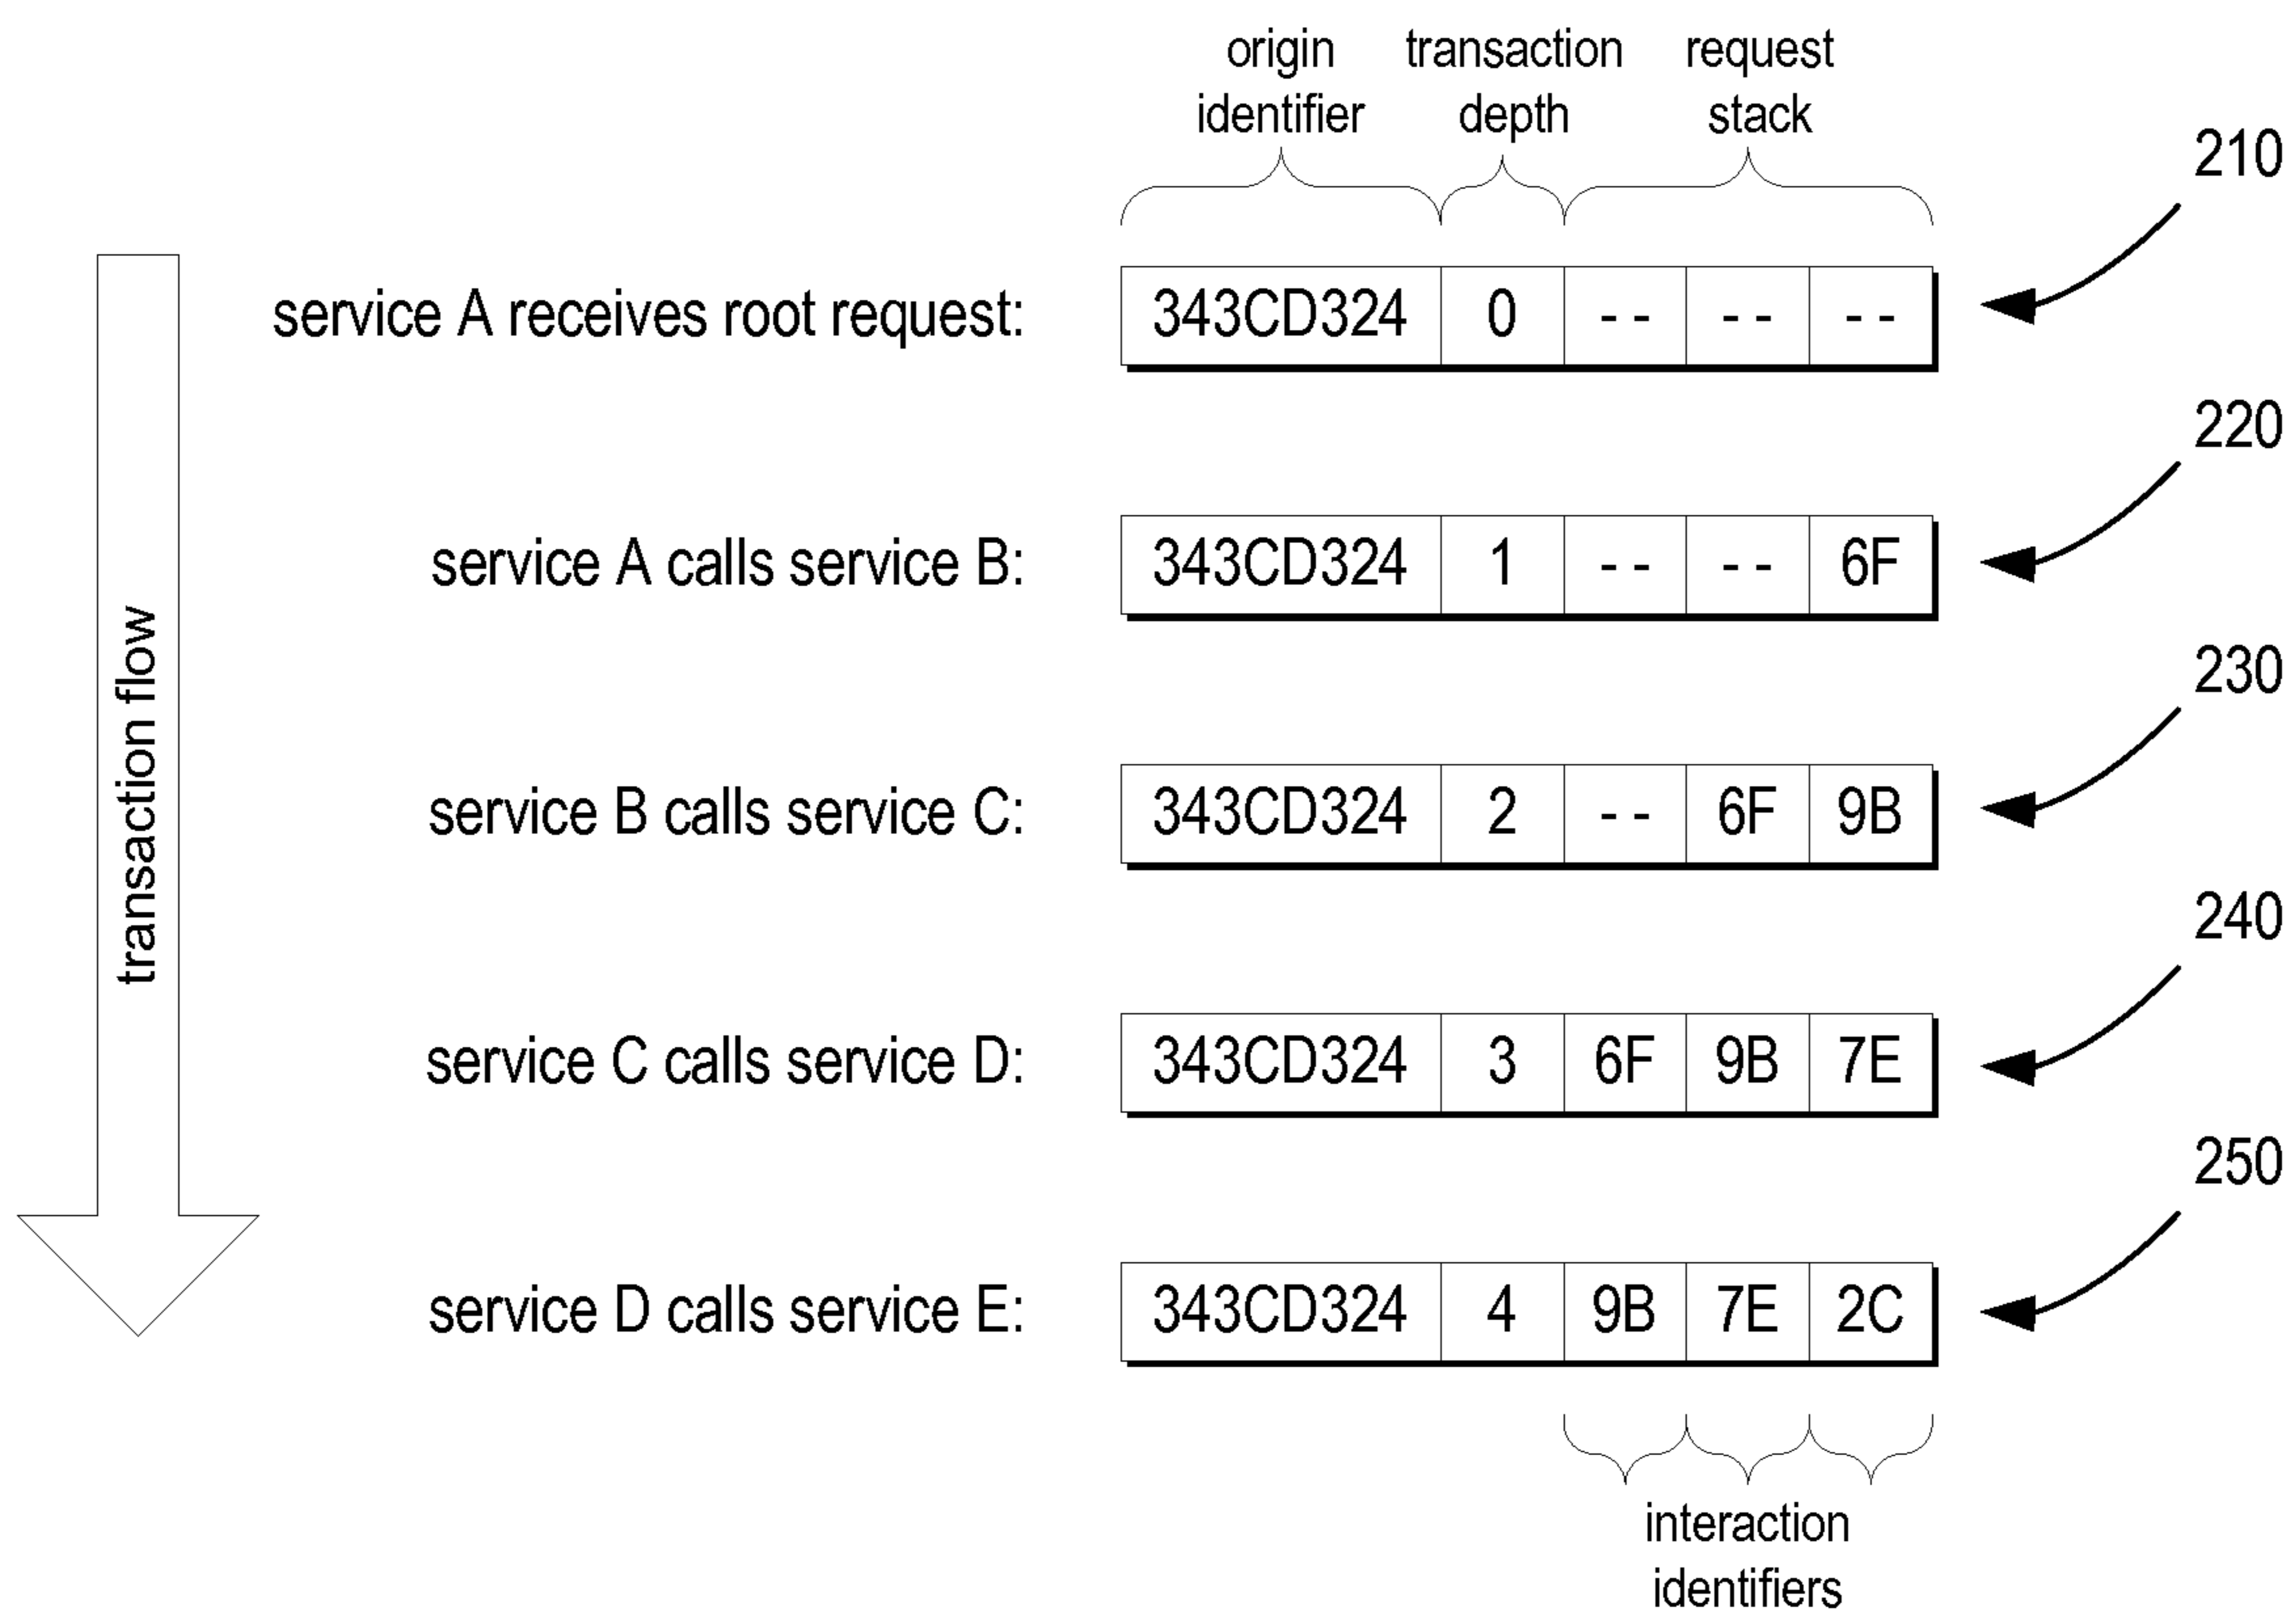 origin transaction request
identifier depth stack
210
service A receives root request: 343CD324 0 -- -- --
220
service A calls service B: 343CD324 1 -- -- 6F
230
service B calls service C: 343CD324 2 -- 6F 9B
240
service C calls service D: 343CD324 3 6F 9B 7E
250
service D calls service E: 343CD324 4 9B 7E 2C
transaction flow
interaction
identifiers